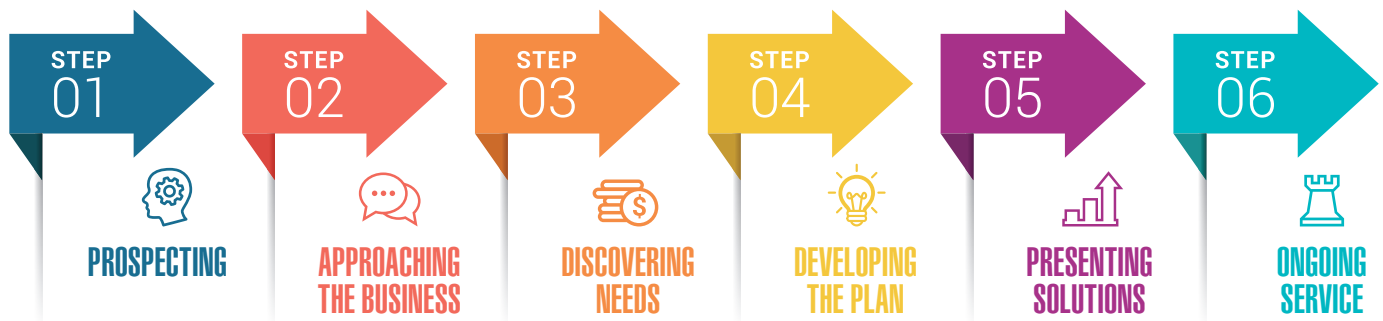 STEP
01
PROSPECTING
STEP
02
APPROACHING
THE BUSINESS
STEP
03
$
DISCOVERING
NEEDS
STEP
04
DEVELOPING
THE PLAN
STEP
05
PRESENTING
SOLUTIONS
STEP
06
ONGOING
SERVICE